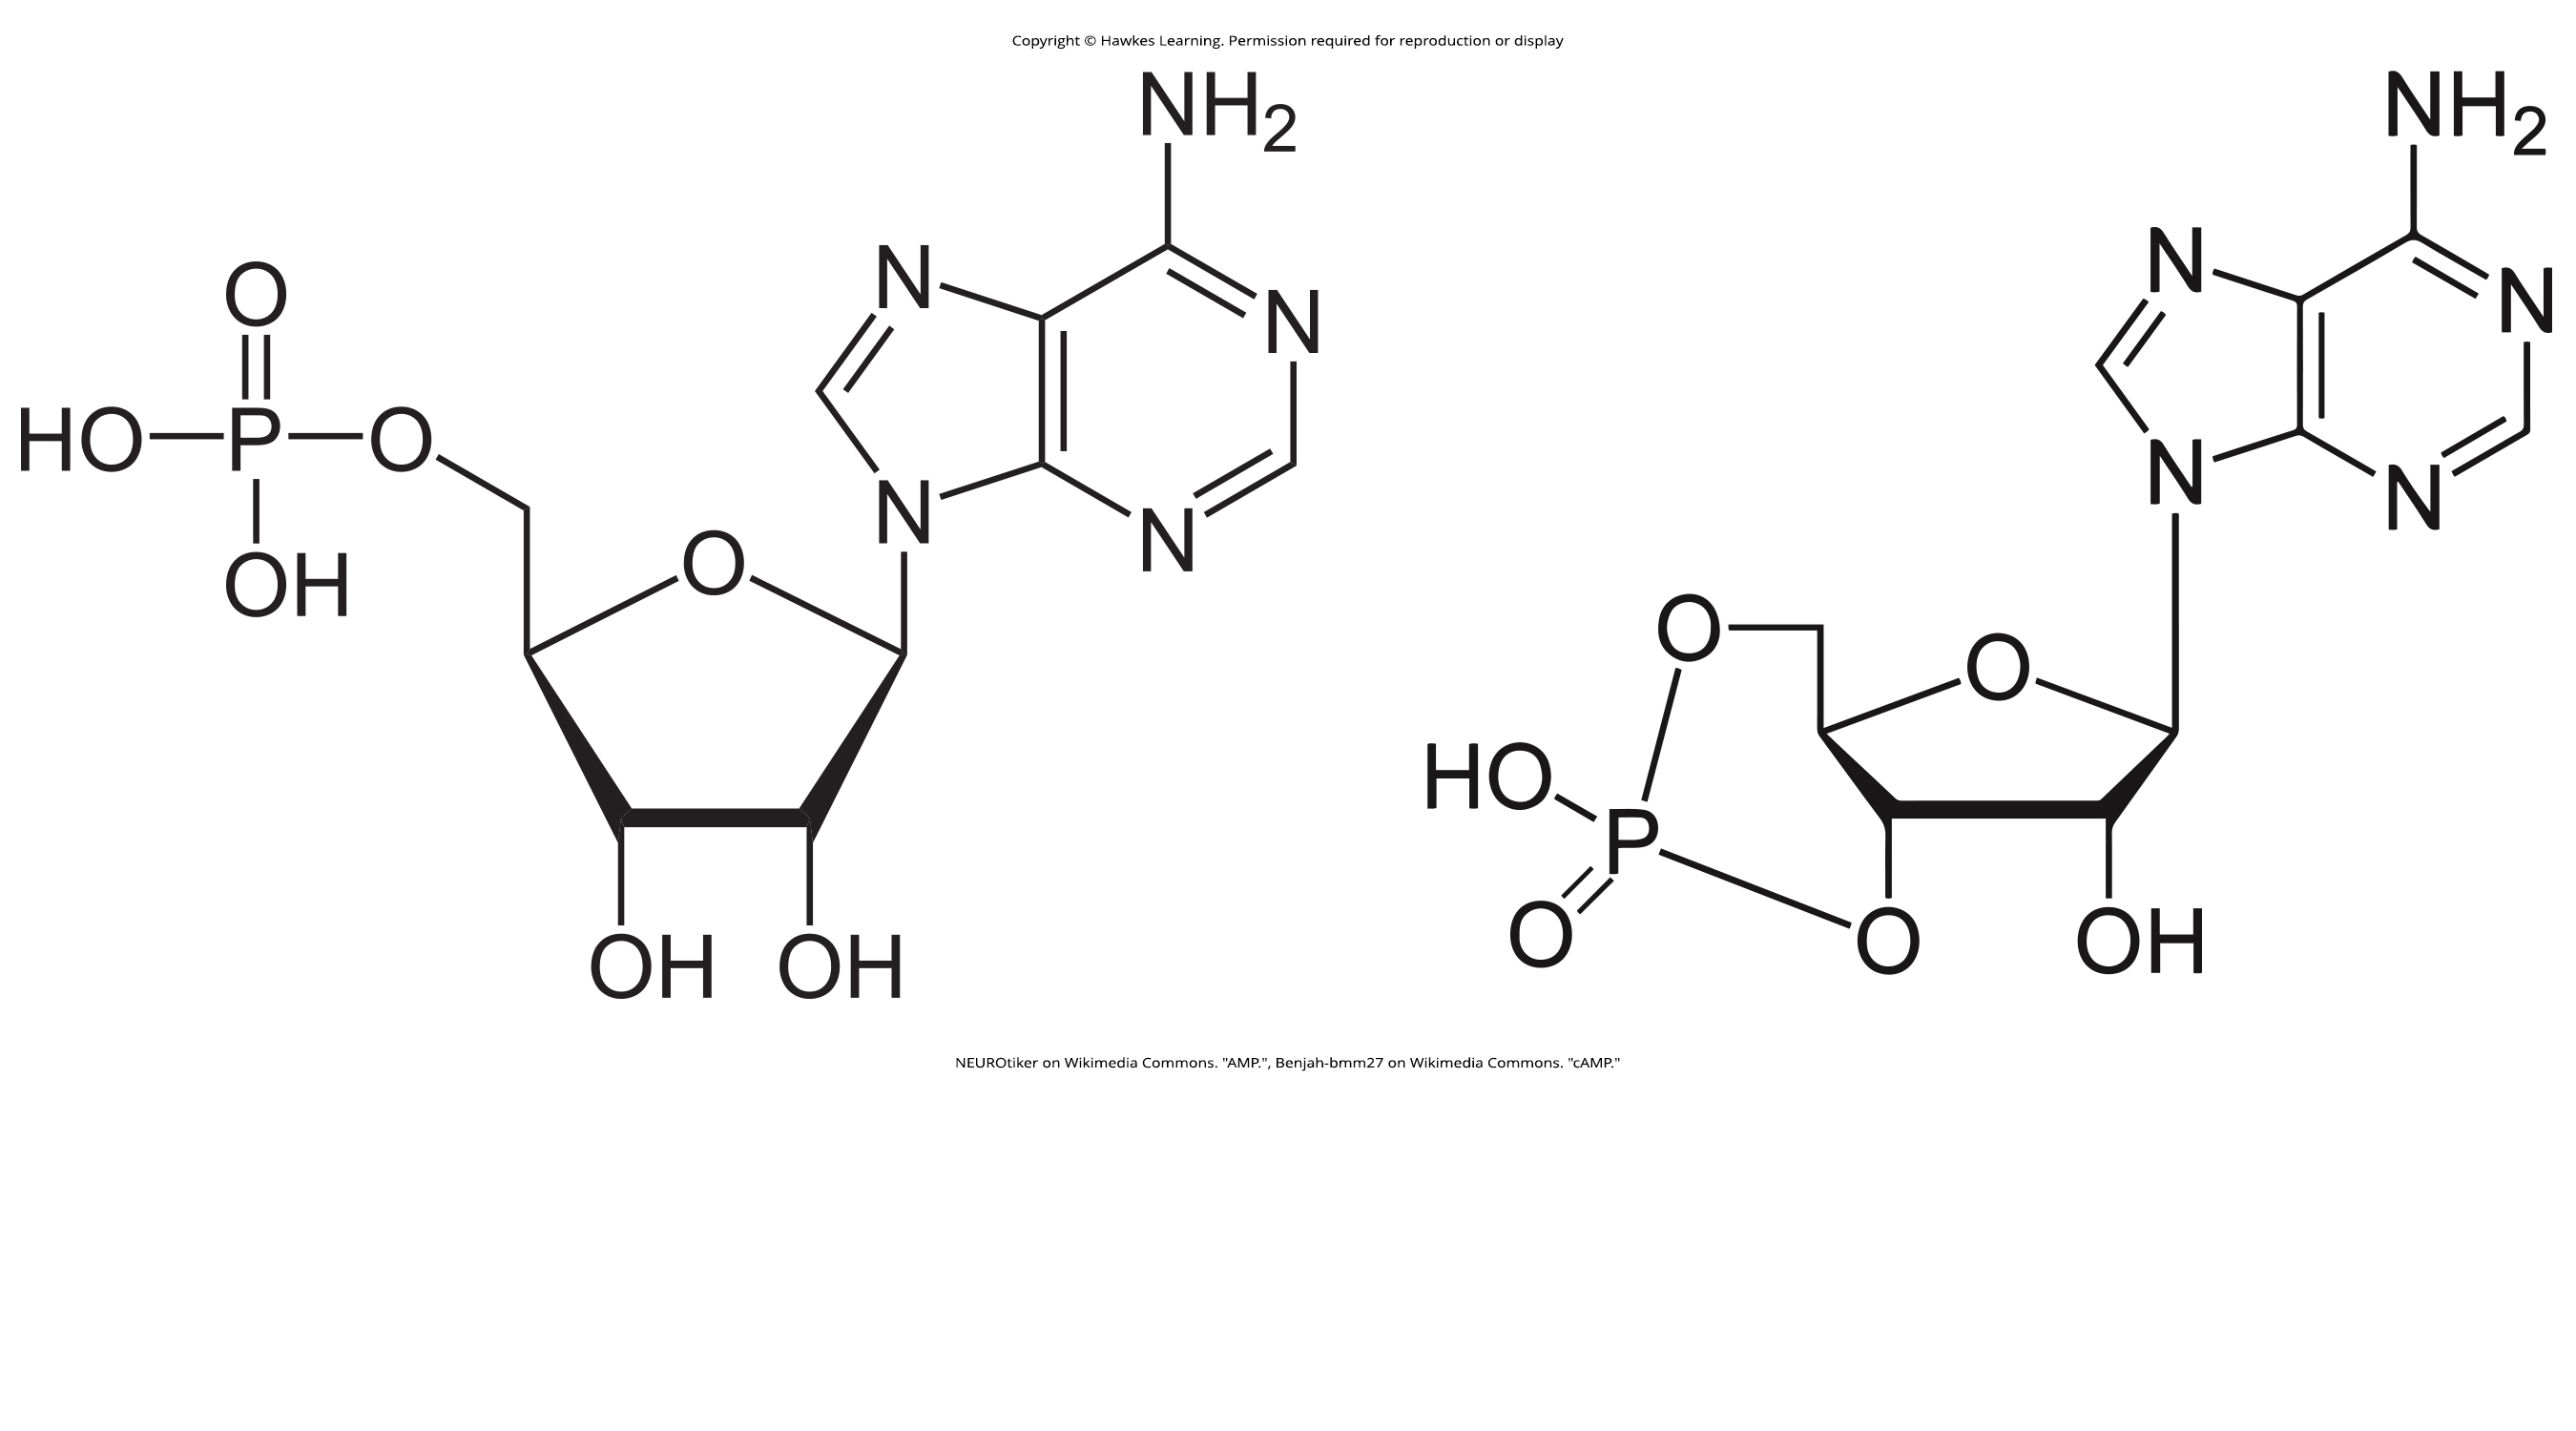 Copyright © Hawkes Learning. Permission required for reproduction or display
NH2
NH2
N
N
O
N
N
HO
P
O
N
N
N
N
OH
O
O
O
HO
P
O
O
OH
OH
OH
NEUROtiker on Wikimedia Commons. "AMP.", Benjah-bmm27 on Wikimedia Commons. "cAMP."